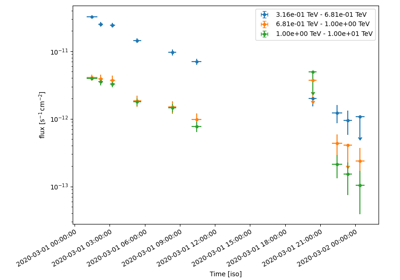 3.16e-01 TeV - 6.81e-01 TeV
6.81e-01 TeV - 1.00e+00 TeV
1.00e+00 TeV - 1.00e+01 TeV
10⁻¹¹
10⁻¹²
10⁻¹³
flux [s⁻¹ cm⁻²]
2020-03-01 00:00:00
2020-03-01 03:00:00
2020-03-01 06:00:00
2020-03-01 09:00:00
2020-03-01 12:00:00
2020-03-01 15:00:00
2020-03-01 18:00:00
2020-03-01 21:00:00
2020-03-02 00:00:00
Time [iso]